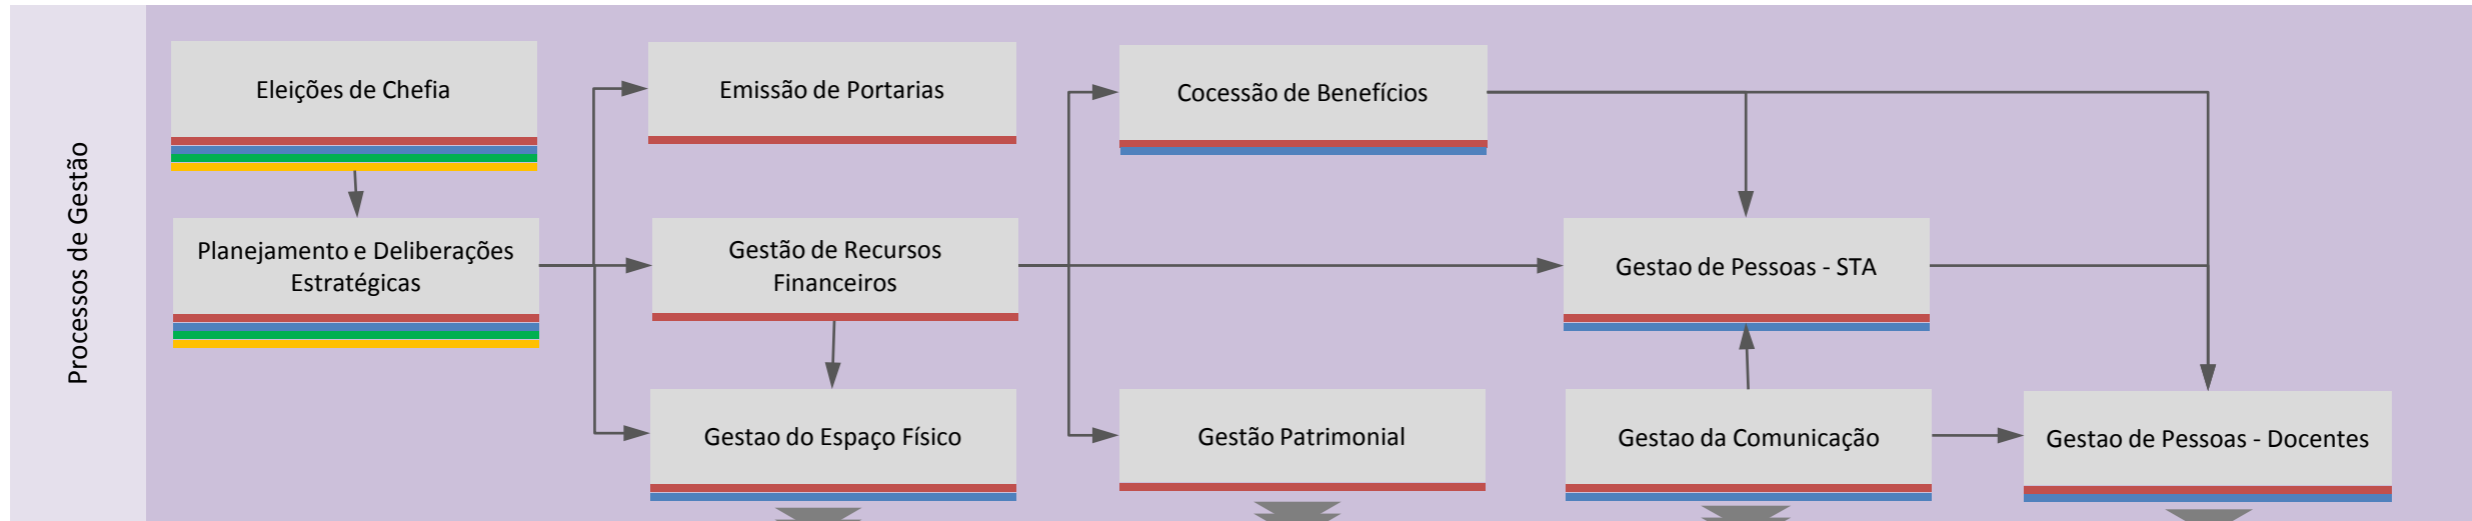 Processos de Gestão
Eleições de Chefia
Emissão de Portarias
Cocessão de Benefícios
Planejamento e Deliberações
Estratégicas
Gestão de Recursos
Financeiros
Gestao de Pessoas - STA
Gestao do Espaço Físico
Gestão Patrimonial
Gestao da Comunicação
Gestao de Pessoas - Docentes